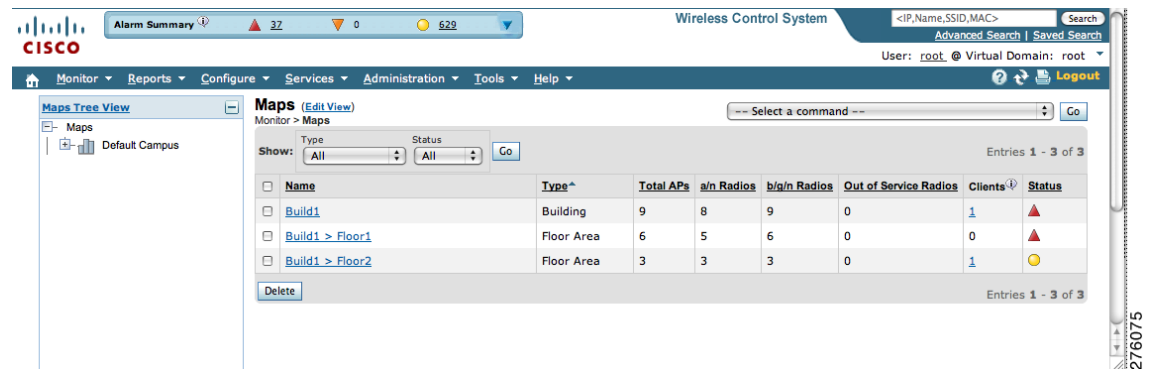 Alarm Summary 37 0 629
Wireless Control System
<IP,Name,SSID,MAC> Search
Advanced Search | Saved Search
CISCO
User: root @ Virtual Domain: root
Monitor Reports Configure Services Administration Tools Help Logout
Maps Tree View
Maps
Default Campus
Maps (Edit View)
Monitor > Maps
-- Select a command -- Go
Type Status
Show: All All Go
Entries 1 - 3 of 3
Name Type Total APs a/n Radios b/g/n Radios Out of Service Radios Clients Status
Build1 Building 9 8 9 0 1
Build1 > Floor1 Floor Area 6 5 6 0 0
Build1 > Floor2 Floor Area 3 3 3 0 1
Delete
Entries 1 - 3 of 3
276075